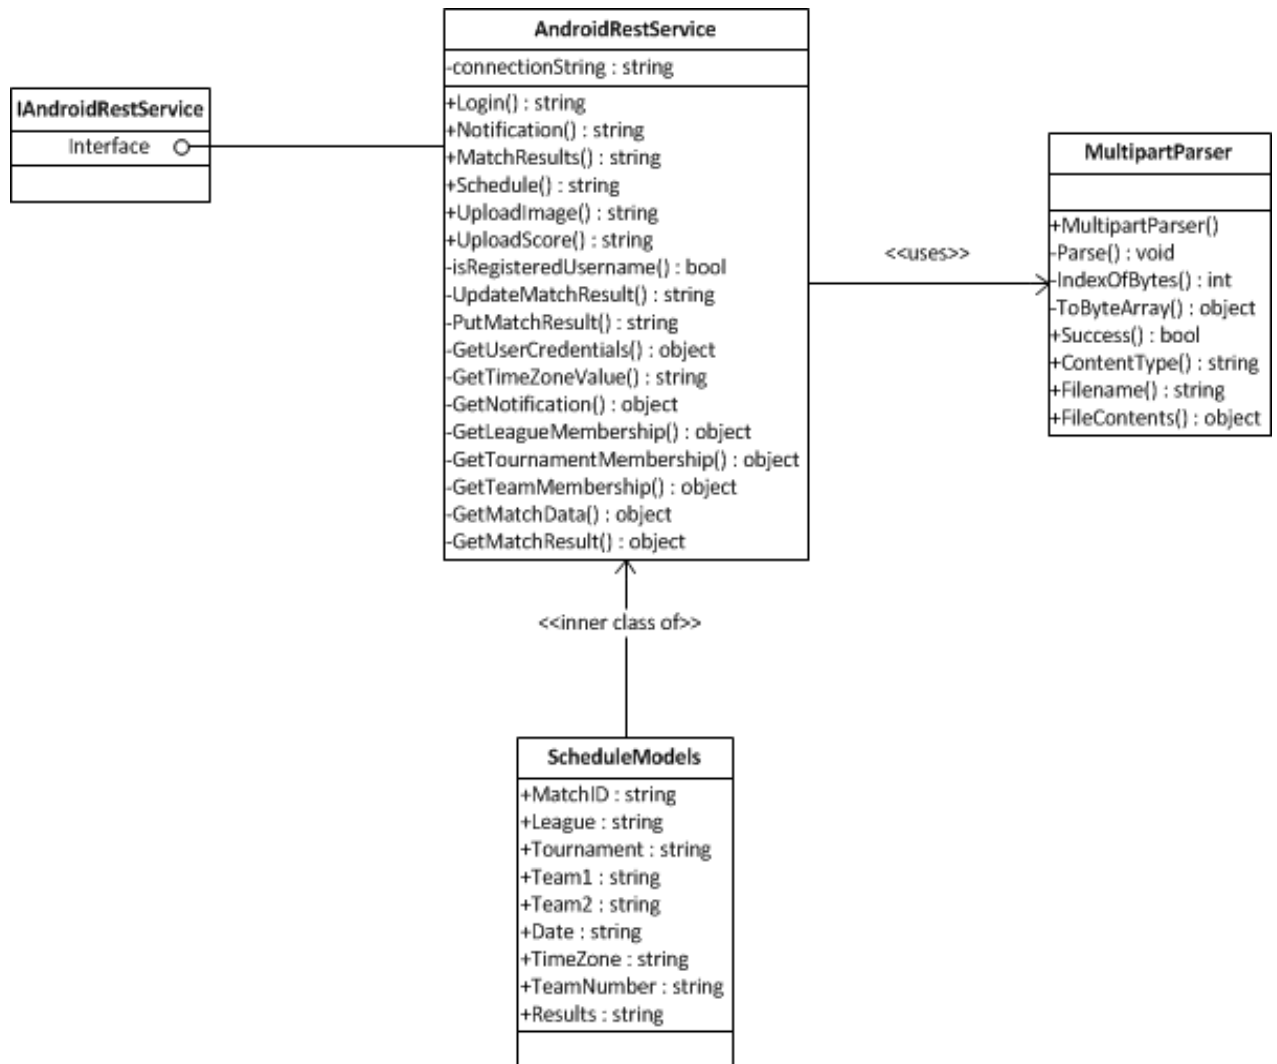 AndroidRestService
-connectionString : string
+Login() : string
+Notification() : string
+MatchResults() : string
+Schedule() : string
+UploadImage() : string
+UploadScore() : string
-isRegisteredUsername() : bool
-UpdateMatchResult() : string
-PutMatchResult() : string
-GetUserCredentials() : object
-GetTimeZoneValue() : string
-GetNotification() : object
-GetLeagueMembership() : object
-GetTournamentMembership() : object
-GetTeamMembership() : object
-GetMatchData() : object
-GetMatchResult() : object
IAndroidRestService
Interface
<<uses>>
MultipartParser
+MultipartParser()
-Parse() : void
-IndexOfBytes() : int
-ToByteArray() : object
+Success() : bool
+ContentType() : string
+Filename() : string
+FileContents() : object
<<inner class of>>
ScheduleModels
+MatchID : string
+League : string
+Tournament : string
+Team1 : string
+Team2 : string
+Date : string
+TimeZone : string
+TeamNumber : string
+Results : string